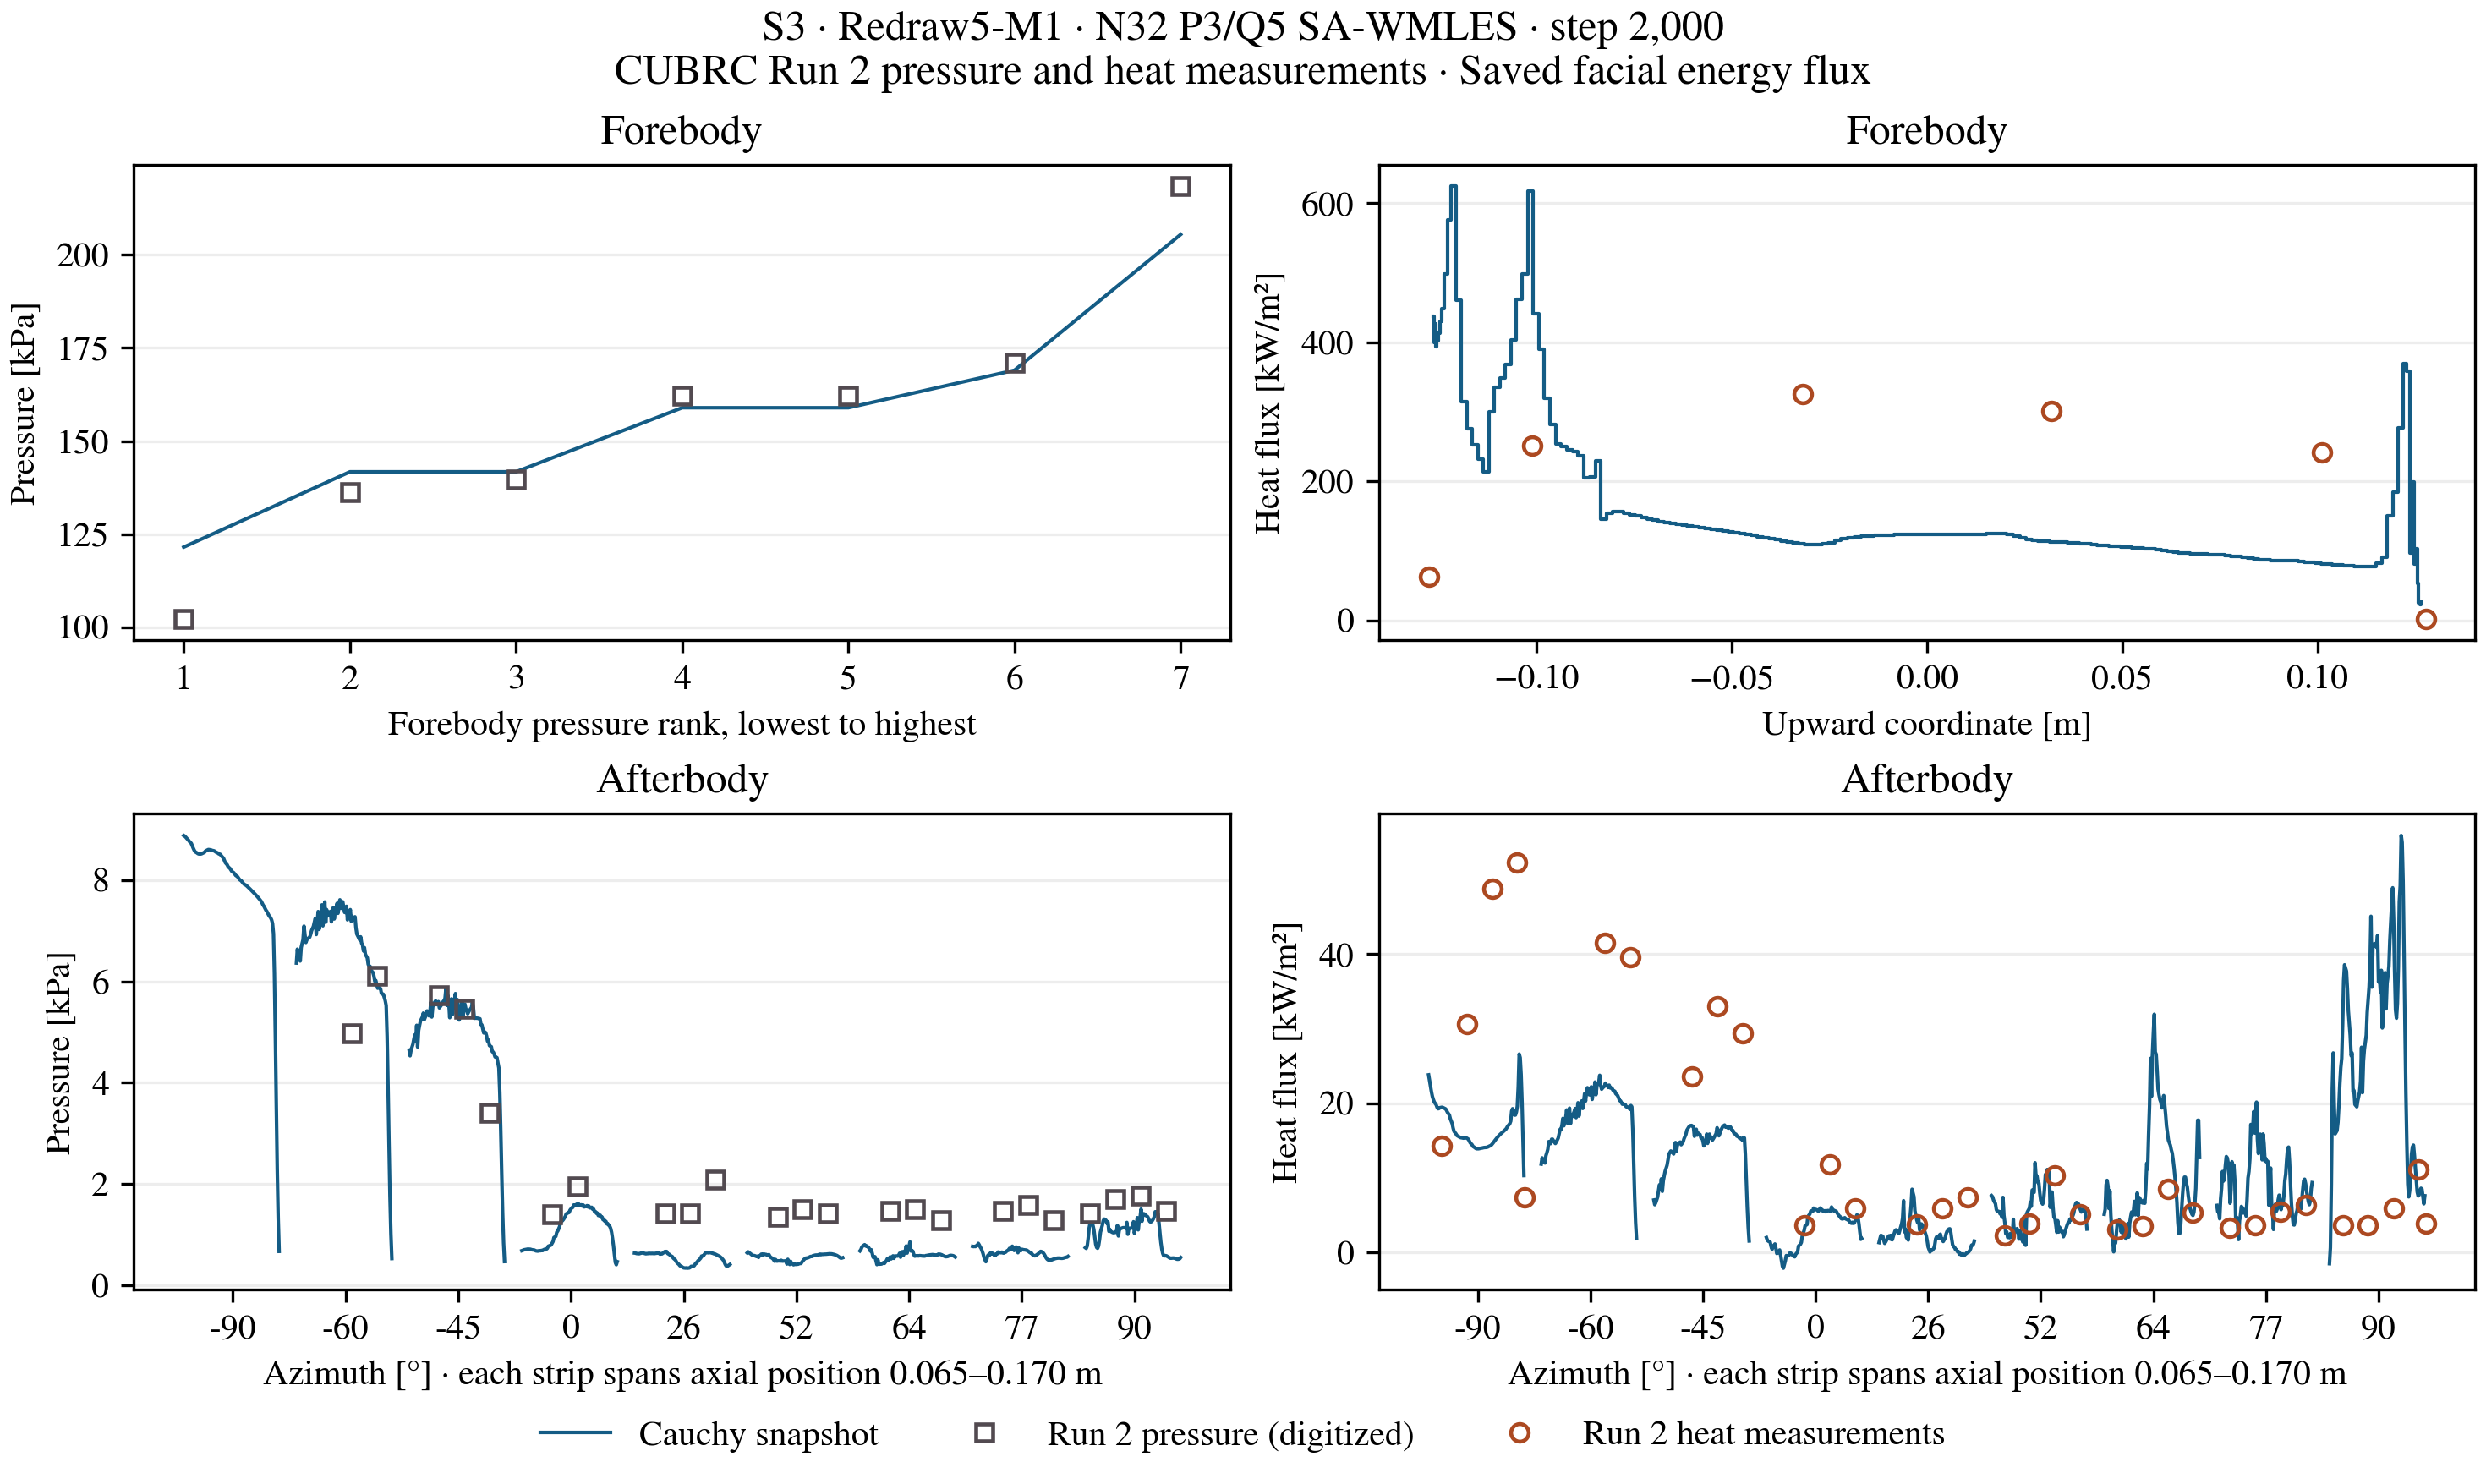 S3 · Redraw5-M1 · N32 P3/Q5 SA-WMLES · step 2,000
CUBRC Run 2 pressure and heat measurements · Saved facial energy flux
Forebody
Pressure [kPa]
200
175
150
125
100
1 2 3 4 5 6 7
Forebody pressure rank, lowest to highest
Forebody
Heat flux [kW/m²]
600
400
200
0
−0.10 −0.05 0.00 0.05 0.10
Upward coordinate [m]
Afterbody
Pressure [kPa]
8
6
4
2
0
-90 -60 -45 0 26 52 64 77 90
Azimuth [°] · each strip spans axial position 0.065–0.170 m
Afterbody
Heat flux [kW/m²]
40
20
0
-90 -60 -45 0 26 52 64 77 90
Azimuth [°] · each strip spans axial position 0.065–0.170 m
Cauchy snapshot Run 2 pressure (digitized) Run 2 heat measurements